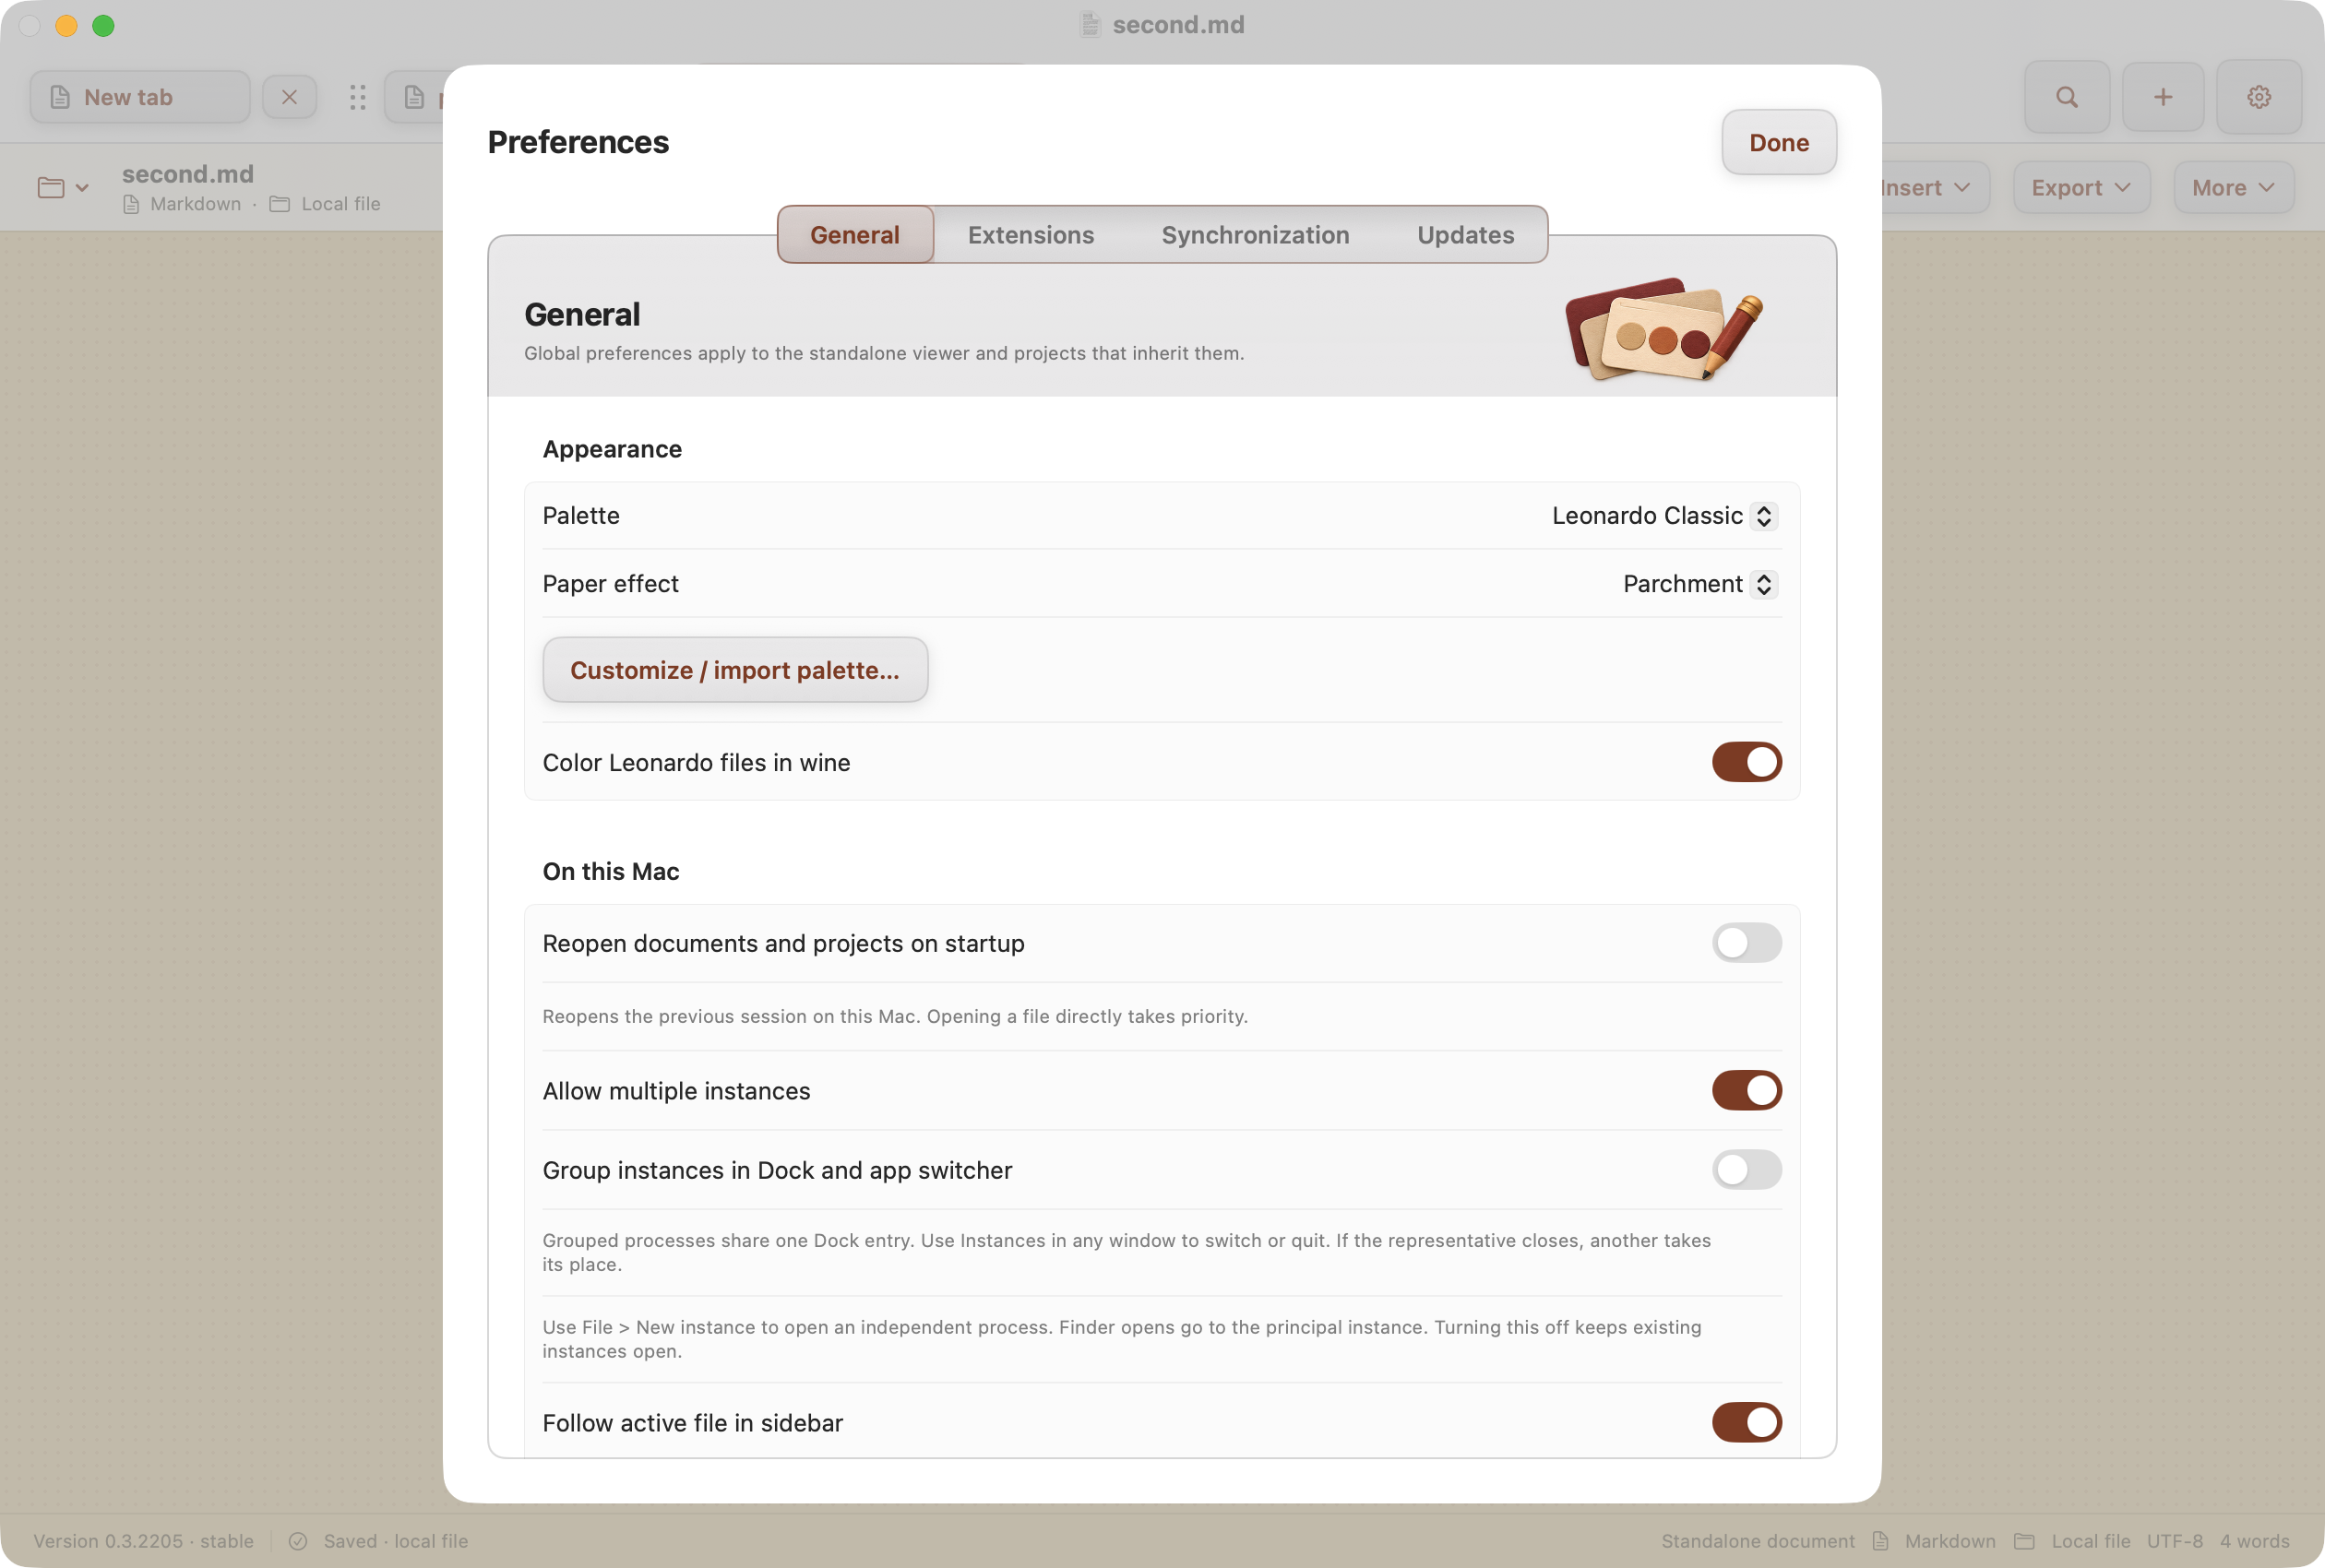 second.md
New tab
second.md
Markdown · Local file
Insert
Export
More
Preferences
Done
General
Extensions
Synchronization
Updates
General
Global preferences apply to the standalone viewer and projects that inherit them.
Appearance
Palette
Leonardo Classic
Paper effect
Parchment
Customize / import palette...
Color Leonardo files in wine
On this Mac
Reopen documents and projects on startup
Reopens the previous session on this Mac. Opening a file directly takes priority.
Allow multiple instances
Group instances in Dock and app switcher
Grouped processes share one Dock entry. Use Instances in any window to switch or quit. If the representative closes, another takes
its place.
Use File > New instance to open an independent process. Finder opens go to the principal instance. Turning this off keeps existing
instances open.
Follow active file in sidebar
Version 0.3.2205 · stable
Saved · local file
Standalone document
Markdown
Local file
UTF-8
4 words